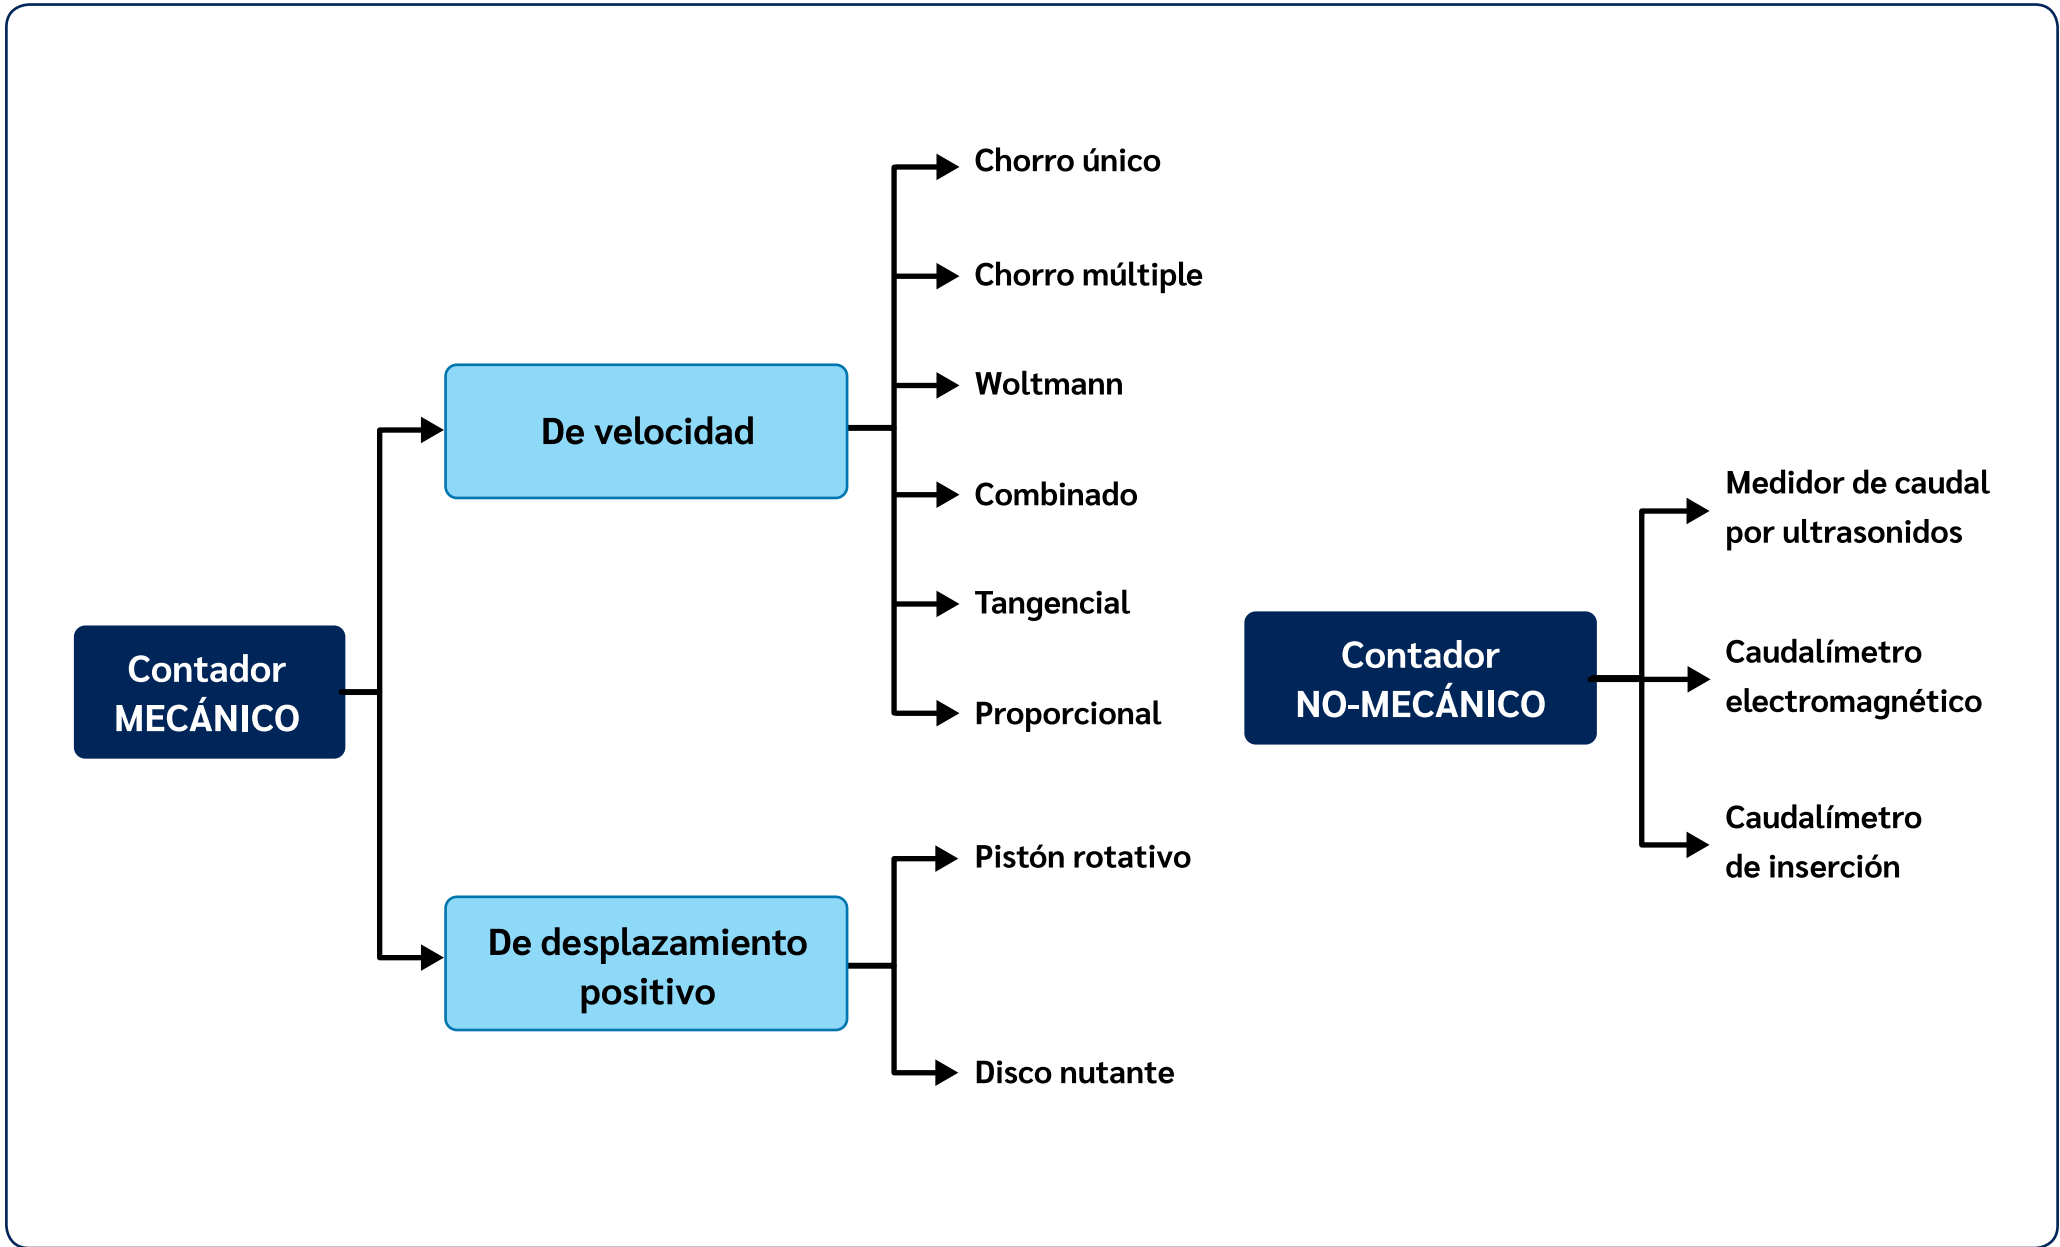 Contador
MECÁNICO
De velocidad
Chorro único
Chorro múltiple
Woltmann
Combinado
Tangencial
Proporcional
De desplazamiento
positivo
Pistón rotativo
Disco nutante
Contador
NO-MECÁNICO
Medidor de caudal
por ultrasonidos
Caudalímetro
electromagnético
Caudalímetro
de inserción